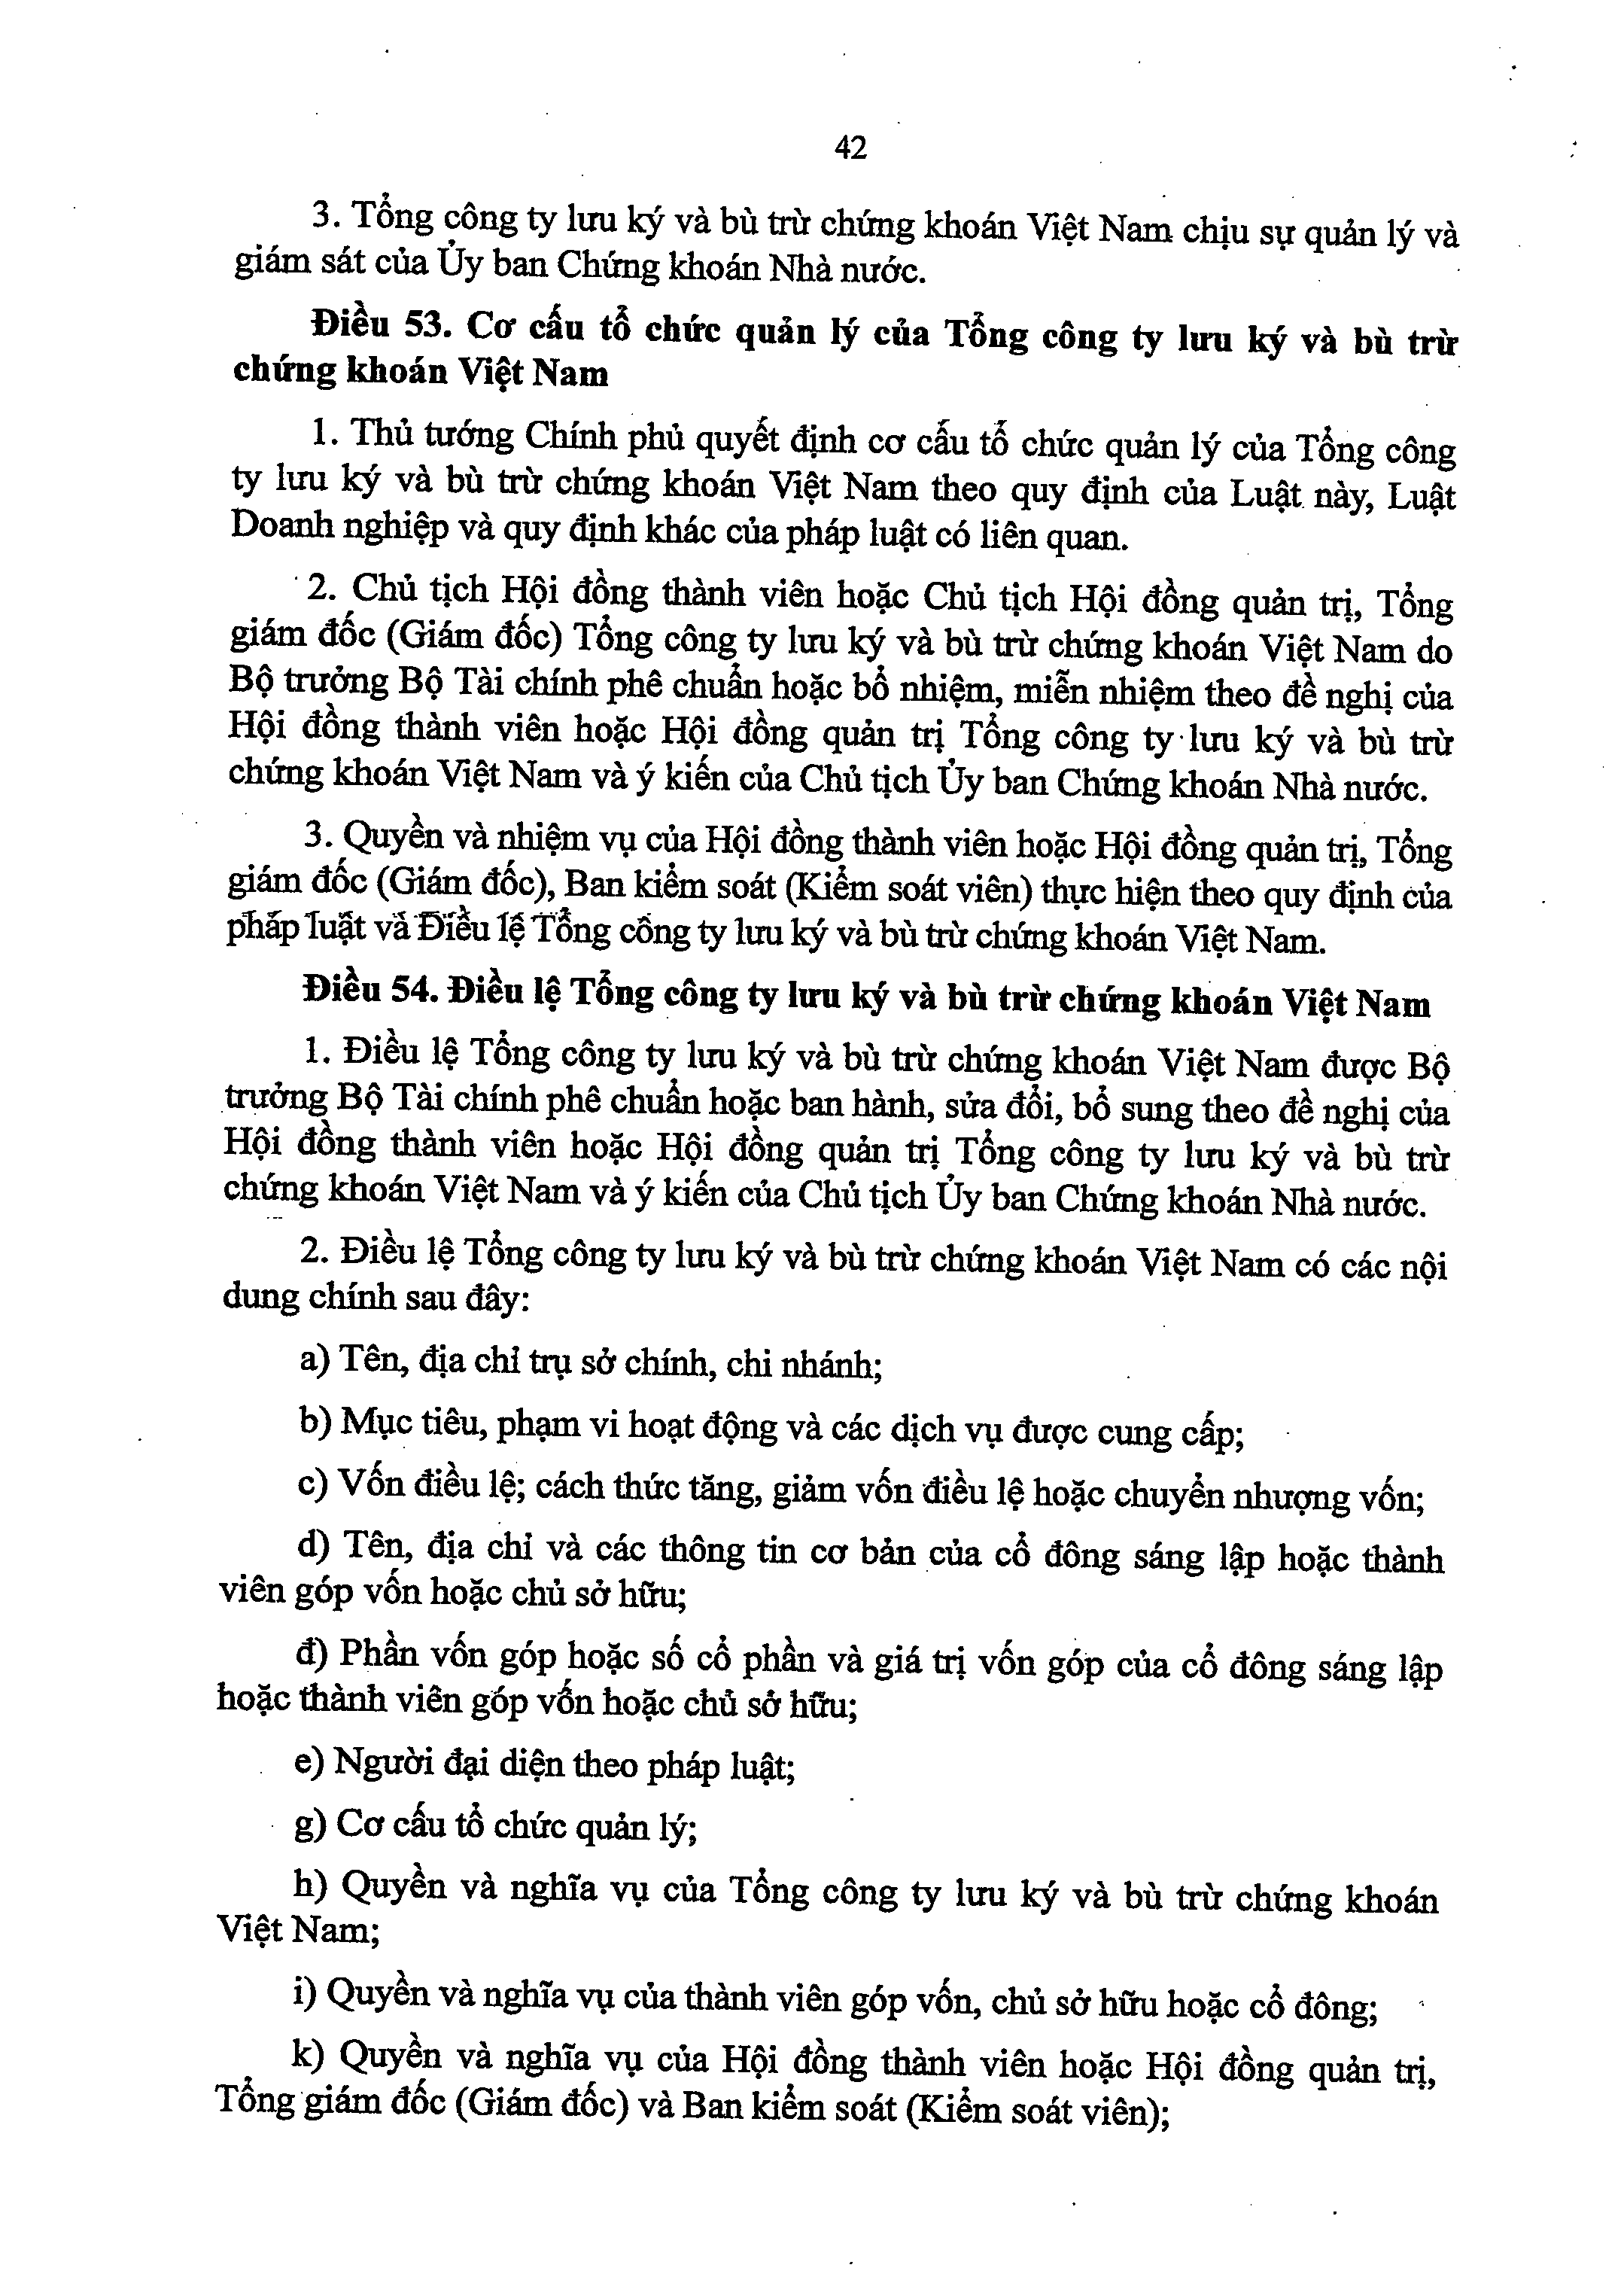 42
3. Tổng công ty lưu ký và bù trừ chứng khoán Việt Nam chịu sự quản lý và
giám sát của Ủy ban Chứng khoán Nhà nước.
Điều 53. Cơ cấu tổ chức quản lý của Tổng công ty lưu ký và bù trừ
chứng khoán Việt Nam
1. Thủ tướng Chính phủ quyết định cơ cấu tổ chức quản lý của Tổng công
ty lưu ký và bù trừ chứng khoán Việt Nam theo quy định của Luật này, Luật
Doanh nghiệp và quy định khác của pháp luật có liên quan.
2. Chủ tịch Hội đồng thành viên hoặc Chủ tịch Hội đồng quản trị, Tổng
giám đốc (Giám đốc) Tổng công ty lưu ký và bù trừ chứng khoán Việt Nam do
Bộ trưởng Bộ Tài chính phê chuẩn hoặc bổ nhiệm, miễn nhiệm theo đề nghị của
Hội đồng thành viên hoặc Hội đồng quản trị Tổng công ty lưu ký và bù trừ
chứng khoán Việt Nam và ý kiến của Chủ tịch Ủy ban Chứng khoán Nhà nước.
3. Quyền và nhiệm vụ của Hội đồng thành viên hoặc Hội đồng quản trị, Tổng
giám đốc (Giám đốc), Ban kiểm soát (Kiểm soát viên) thực hiện theo quy định của
pháp luật và Điều lệ Tổng công ty lưu ký và bù trừ chứng khoán Việt Nam.
Điều 54. Điều lệ Tổng công ty lưu ký và bù trừ chứng khoán Việt Nam
1. Điều lệ Tổng công ty lưu ký và bù trừ chứng khoán Việt Nam được Bộ
trưởng Bộ Tài chính phê chuẩn hoặc ban hành, sửa đổi, bổ sung theo đề nghị của
Hội đồng thành viên hoặc Hội đồng quản trị Tổng công ty lưu ký và bù trừ
chứng khoán Việt Nam và ý kiến của Chủ tịch Ủy ban Chứng khoán Nhà nước.
2. Điều lệ Tổng công ty lưu ký và bù trừ chứng khoán Việt Nam có các nội
dung chính sau đây:
a) Tên, địa chỉ trụ sở chính, chi nhánh;
b) Mục tiêu, phạm vi hoạt động và các dịch vụ được cung cấp;
c) Vốn điều lệ; cách thức tăng, giảm vốn điều lệ hoặc chuyển nhượng vốn;
d) Tên, địa chỉ và các thông tin cơ bản của cổ đông sáng lập hoặc thành
viên góp vốn hoặc chủ sở hữu;
đ) Phần vốn góp hoặc số cổ phần và giá trị vốn góp của cổ đông sáng lập
hoặc thành viên góp vốn hoặc chủ sở hữu;
e) Người đại diện theo pháp luật;
g) Cơ cấu tổ chức quản lý;
h) Quyền và nghĩa vụ của Tổng công ty lưu ký và bù trừ chứng khoán
Việt Nam;
i) Quyền và nghĩa vụ của thành viên góp vốn, chủ sở hữu hoặc cổ đông;
k) Quyền và nghĩa vụ của Hội đồng thành viên hoặc Hội đồng quản trị,
Tổng giám đốc (Giám đốc) và Ban kiểm soát (Kiểm soát viên);